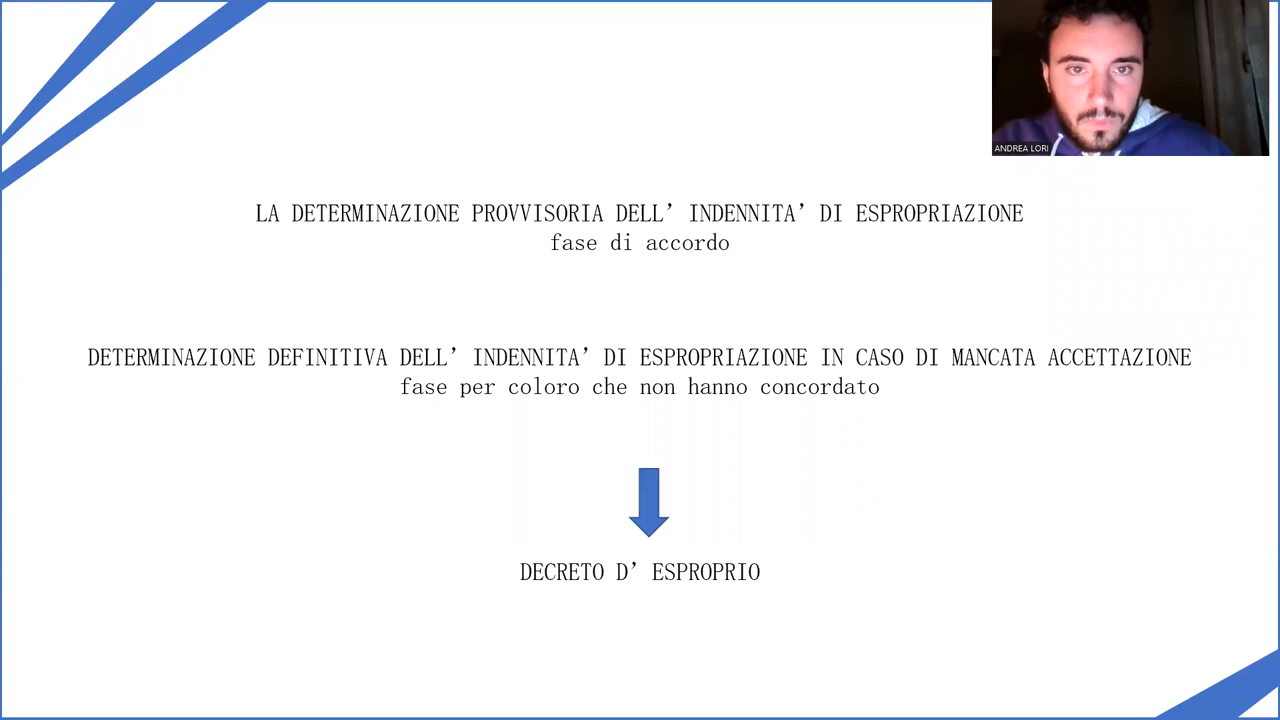 ANDREA LORI
LA DETERMINAZIONE PROVVISORIA DELL’ INDENNITA’ DI ESPROPRIAZIONE
fase di accordo
DETERMINAZIONE DEFINITIVA DELL’ INDENNITA’ DI ESPROPRIAZIONE IN CASO DI MANCATA ACCETTAZIONE
fase per coloro che non hanno concordato
DECRETO D’ ESPROPRIO